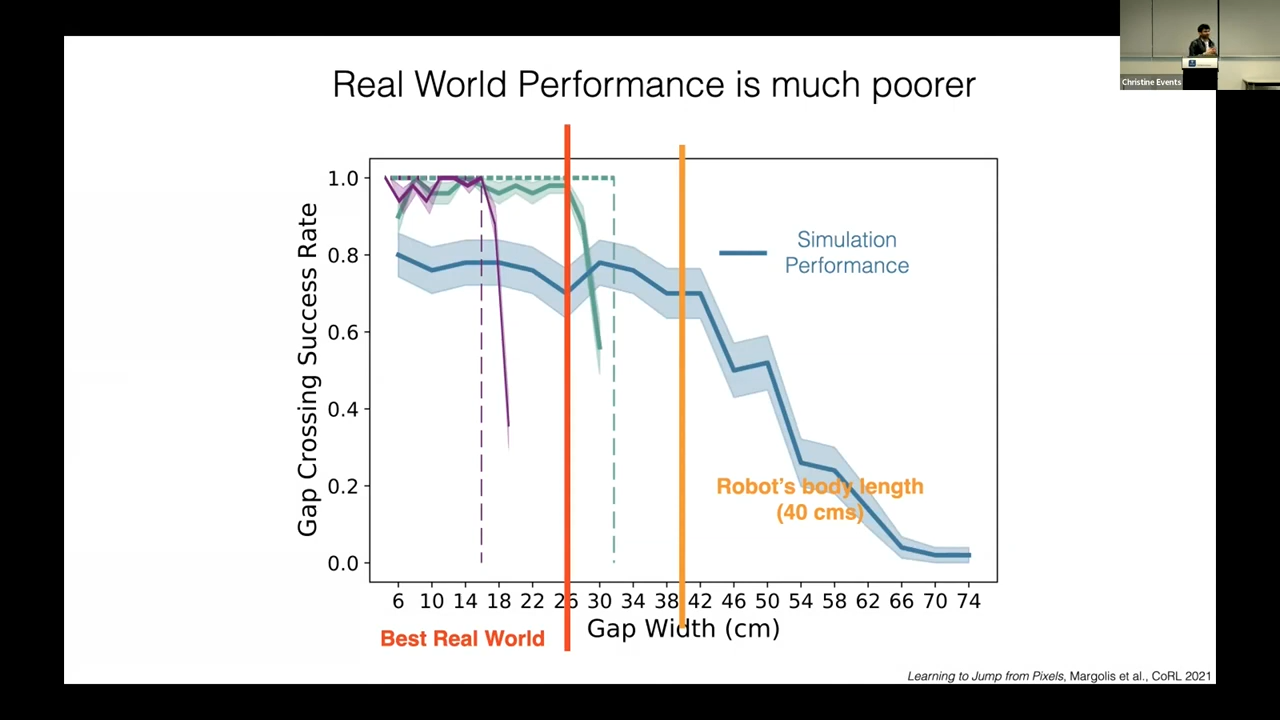 Christine Events
Real World Performance is much poorer
Gap Crossing Success Rate
1.0
0.8
0.6
0.4
0.2
0.0
Simulation
Performance
Robot's body length
(40 cms)
6 10 14 18 22 26 30 34 38 42 46 50 54 58 62 66 70 74
Gap Width (cm)
Best Real World
Learning to Jump from Pixels, Margolis et al., CoRL 2021